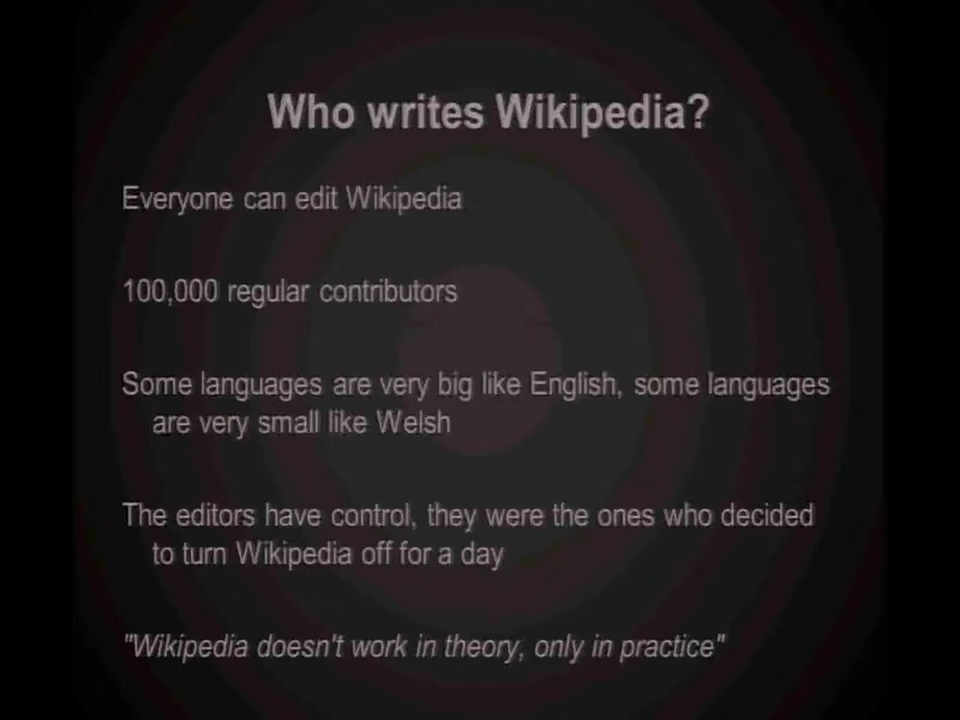 Who writes Wikipedia?
Everyone can edit Wikipedia
100,000 regular contributors
Some languages are very big like English, some languages
are very small like Welsh
The editors have control, they were the ones who decided
to turn Wikipedia off for a day
"Wikipedia doesn't work in theory, only in practice"